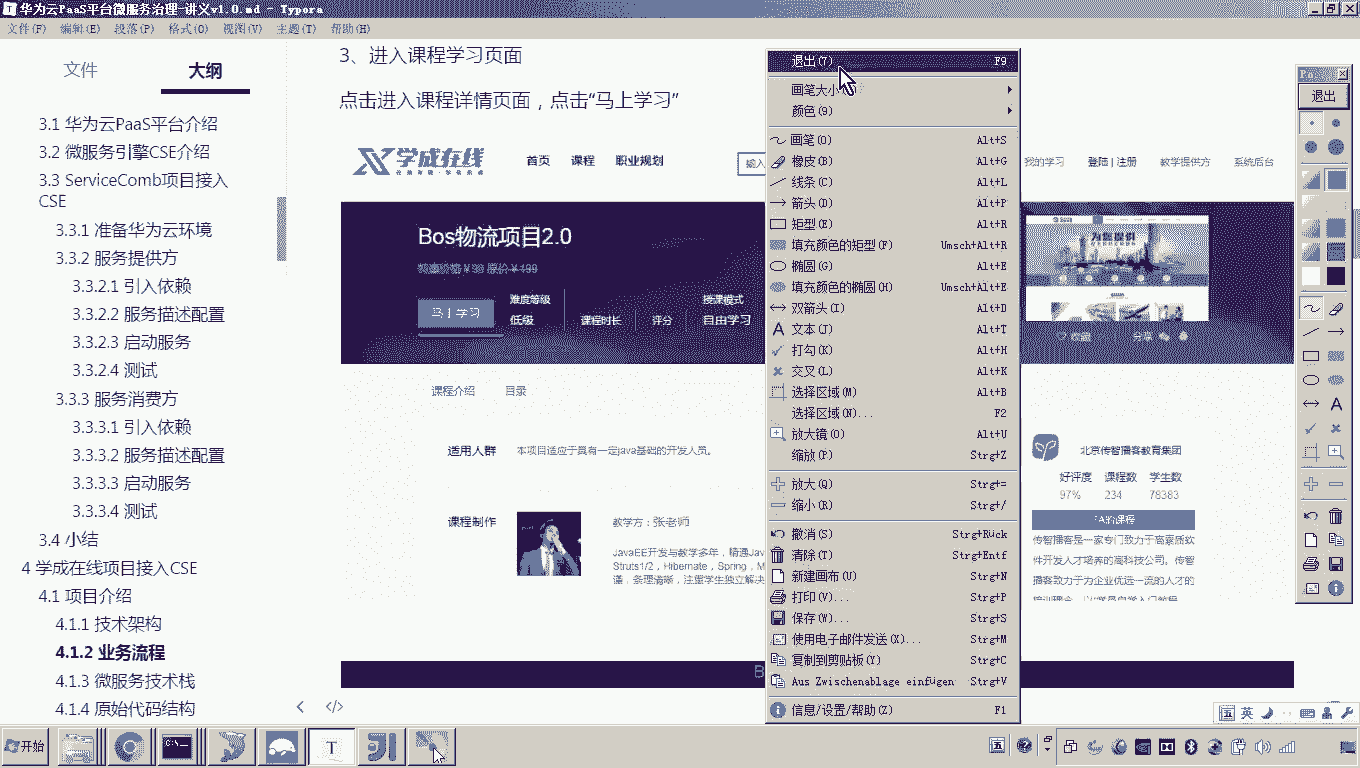 华为云PaaS平台微服务治理-讲义v1.0.md - Typora
文件(F) 编辑(E) 段落(P) 格式(O) 视图(V) 主题(T) 帮助(H)
文件 大纲
3.1 华为云PaaS平台介绍
3.2 微服务引擎CSE介绍
3.3 ServiceComb项目接入
CSE
3.3.1 准备华为云环境
3.3.2 服务提供方
3.3.2.1 引入依赖
3.3.2.2 服务描述配置
3.3.2.3 启动服务
3.3.2.4 测试
3.3.3 服务消费方
3.3.3.1 引入依赖
3.3.3.2 服务描述配置
3.3.3.3 启动服务
3.3.3.4 测试
3.4 小结
4 学成在线项目接入CSE
4.1 项目介绍
4.1.1 技术架构
4.1.2 业务流程
4.1.3 微服务技术栈
4.1.4 原始代码结构
3、进入课程学习页面
点击进入课程详情页面，点击“马上学习”
学成在线
首页 课程 职业规划
输入
我的学习 登陆 | 注册 教学提供方 系统后台
Bos物流项目2.0
马上学习
难度等级
低级
课程时长
评分
授课模式
自由学习
收藏 分享
课程介绍 目录
适用人群 本项目适应于具有一定java基础的开发人员。
课程制作
教学方：张老师
JavaEE开发与教学多年，精通Jav
Struts1/2，Hibernate，Spring，M
谨，条理清晰，注重学生独立解决
北京传智播客教育集团
好评度 课程数 学生数
97% 234 78383
TA的课程
传智播客是一家专门致力于高素质软
件开发人才培养的高科技公司，传智
播客致力于为企业优选一流的人才的
退出(7) F9
画笔大小
颜色(9)
画笔(0) Alt+S
橡皮(B) Alt+G
线条(C) Alt+L
箭头(D) Alt+P
矩型(E) Alt+R
填充颜色的矩型(F) Umsch+Alt+R
椭圆(G) Alt+E
填充颜色的椭圆(H) Umsch+Alt+E
双箭头(I) Alt+D
文本(J) Alt+T
打勾(K) Alt+H
交叉(L) Alt+K
选择区域(M) Alt+B
选择区域(N)... F2
放大镜(O) Alt+U
缩放(P) Strg+Z
放大(Q) Strg+=
缩小(R) Strg+/
撤消(S) Strg+Rück
清除(T) Strg+Entf
新建画布(U) Strg+N
打印(V)... Strg+P
保存(W)... Strg+S
使用电子邮件发送(X)... Strg+M
复制到剪贴板(Y) Strg+C
Aus Zwischenablage einfügen Strg+V
信息/设置/帮助(Z) F1
退出
英
开始